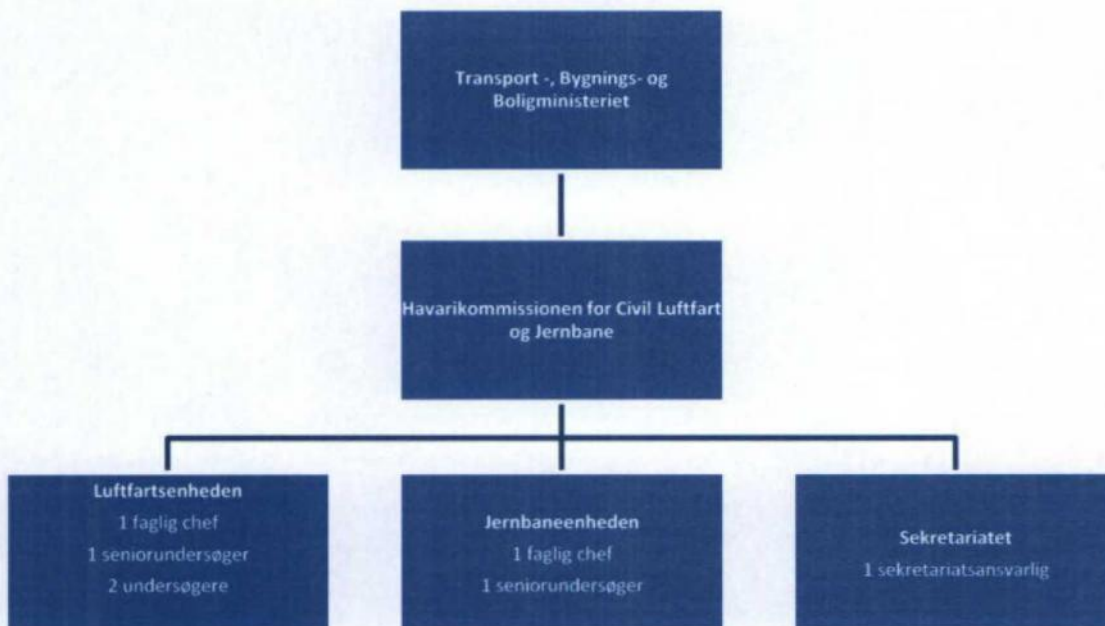 Transport -, Bygnings- og
Boligministeriet
Havarikommissionen for Civil Luftfart
og Jernbane
Luftfartsenheden
1 faglig chef
1 seniorundersøger
2 undersøgere
Jernbaneenheden
1 faglig chef
1 seniorundersøger
Sekretariatet
1 sekretariatsansvarlig